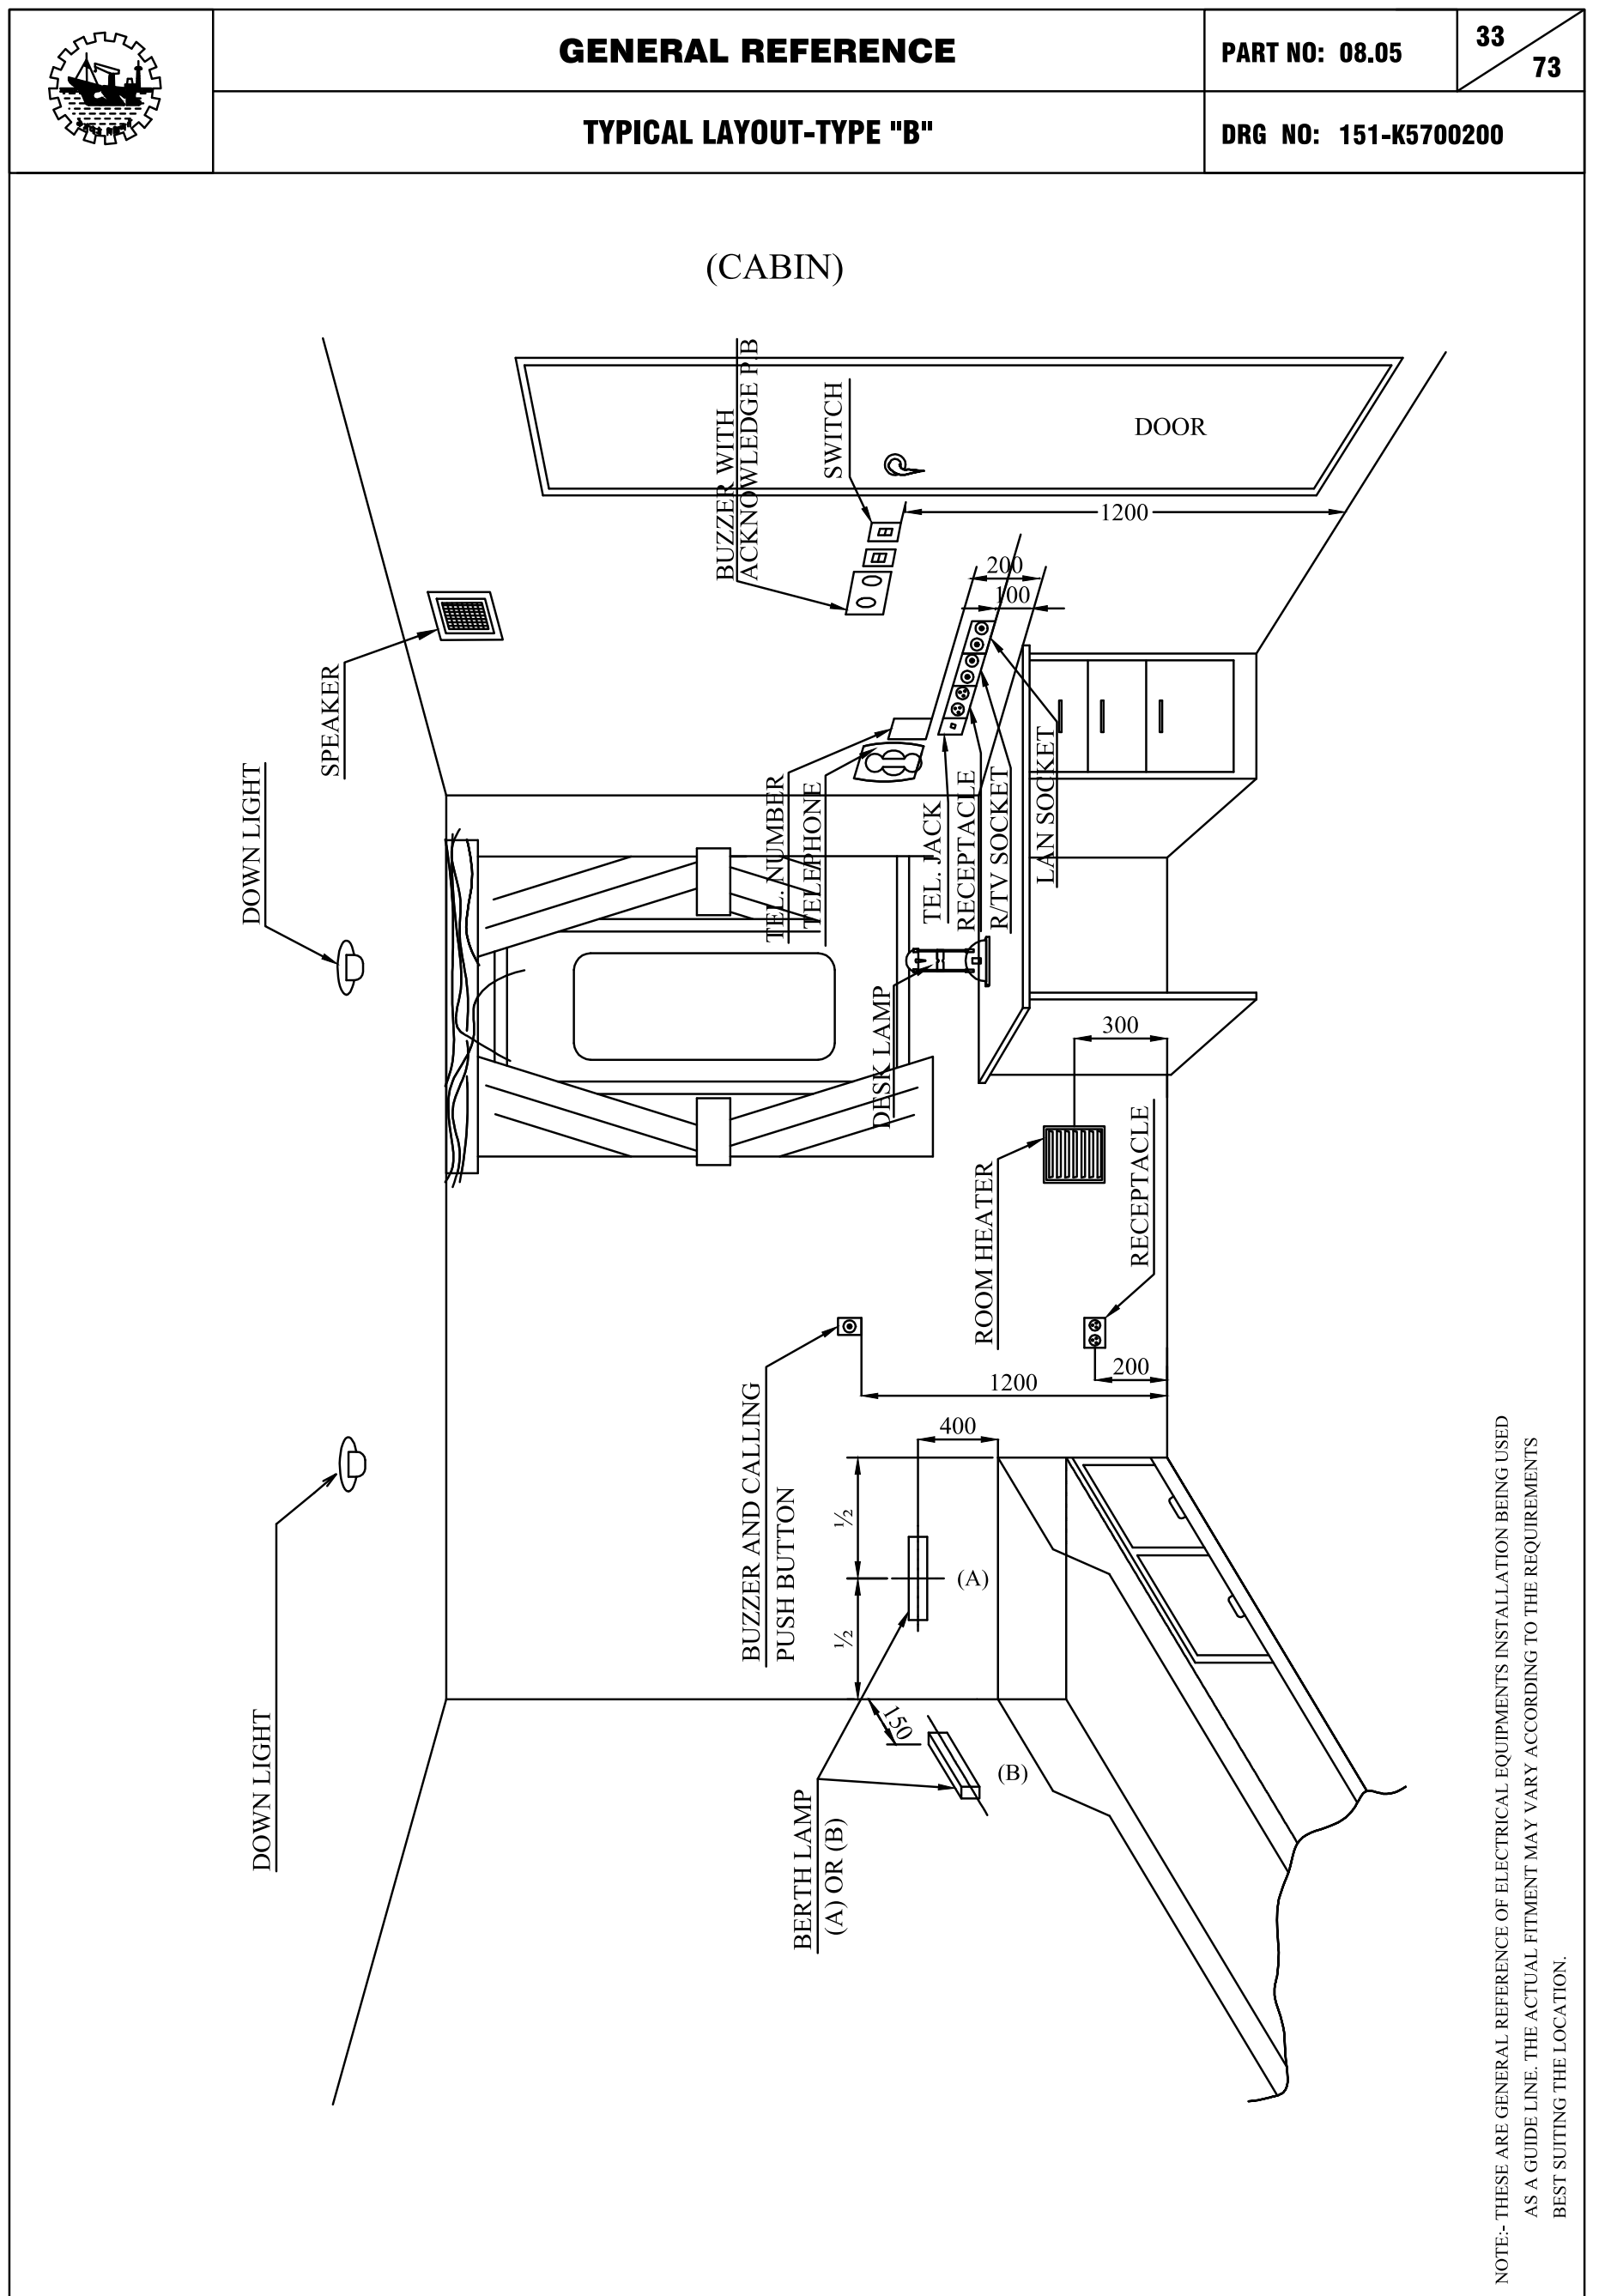 GENERAL REFERENCE
PART NO: 08.05
33
73
TYPICAL LAYOUT-TYPE "B"
DRG NO: 151-K5700200
(CABIN)
DOOR
BUZZER WITH
ACKNOWLEDGE P.B
SWITCH
1200
200
100
SPEAKER
DOWN LIGHT
TEL. NUMBER
TELEPHONE
TEL. JACK
RECEPTACLE
R/TV SOCKET
LAN SOCKET
DESK LAMP
300
ROOM HEATER
RECEPTACLE
200
1200
400
BUZZER AND CALLING
PUSH BUTTON
½
½
(A)
150
(B)
DOWN LIGHT
BERTH LAMP
(A) OR (B)
NOTE:- THESE ARE GENERAL REFERENCE OF ELECTRICAL EQUIPMENTS INSTALLATION BEING USED
AS A GUIDE LINE. THE ACTUAL FITMENT MAY VARY ACCORDING TO THE REQUIREMENTS
BEST SUITING THE LOCATION.